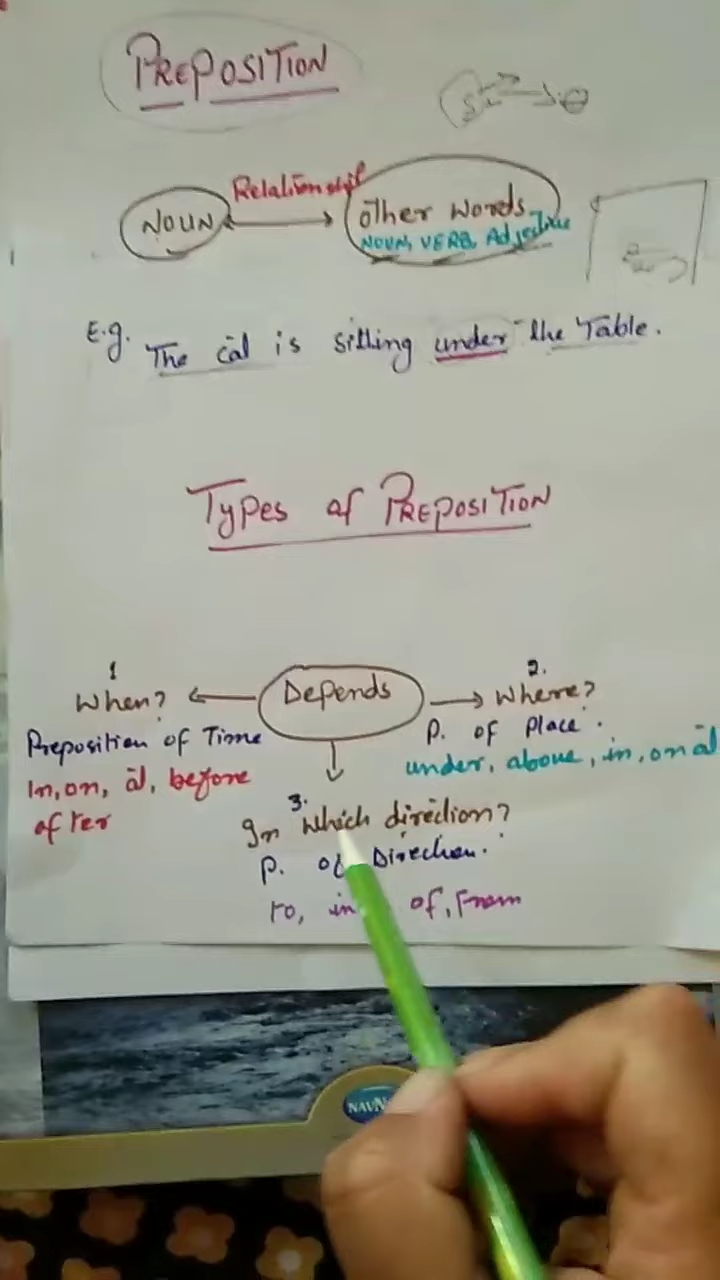 PREPOSITION
Relationship
NOUN other words
NOUN, VERB, Adjective
E.g. The cat is sitting under the Table.
Types of PREPOSITION
1 2.
When? Depends Where?
Preposition of Time P. of Place.
In, on, at, before under, above, in, on at
after
3.
In which direction?
P. of Direction.
to, in of, From
NAVN